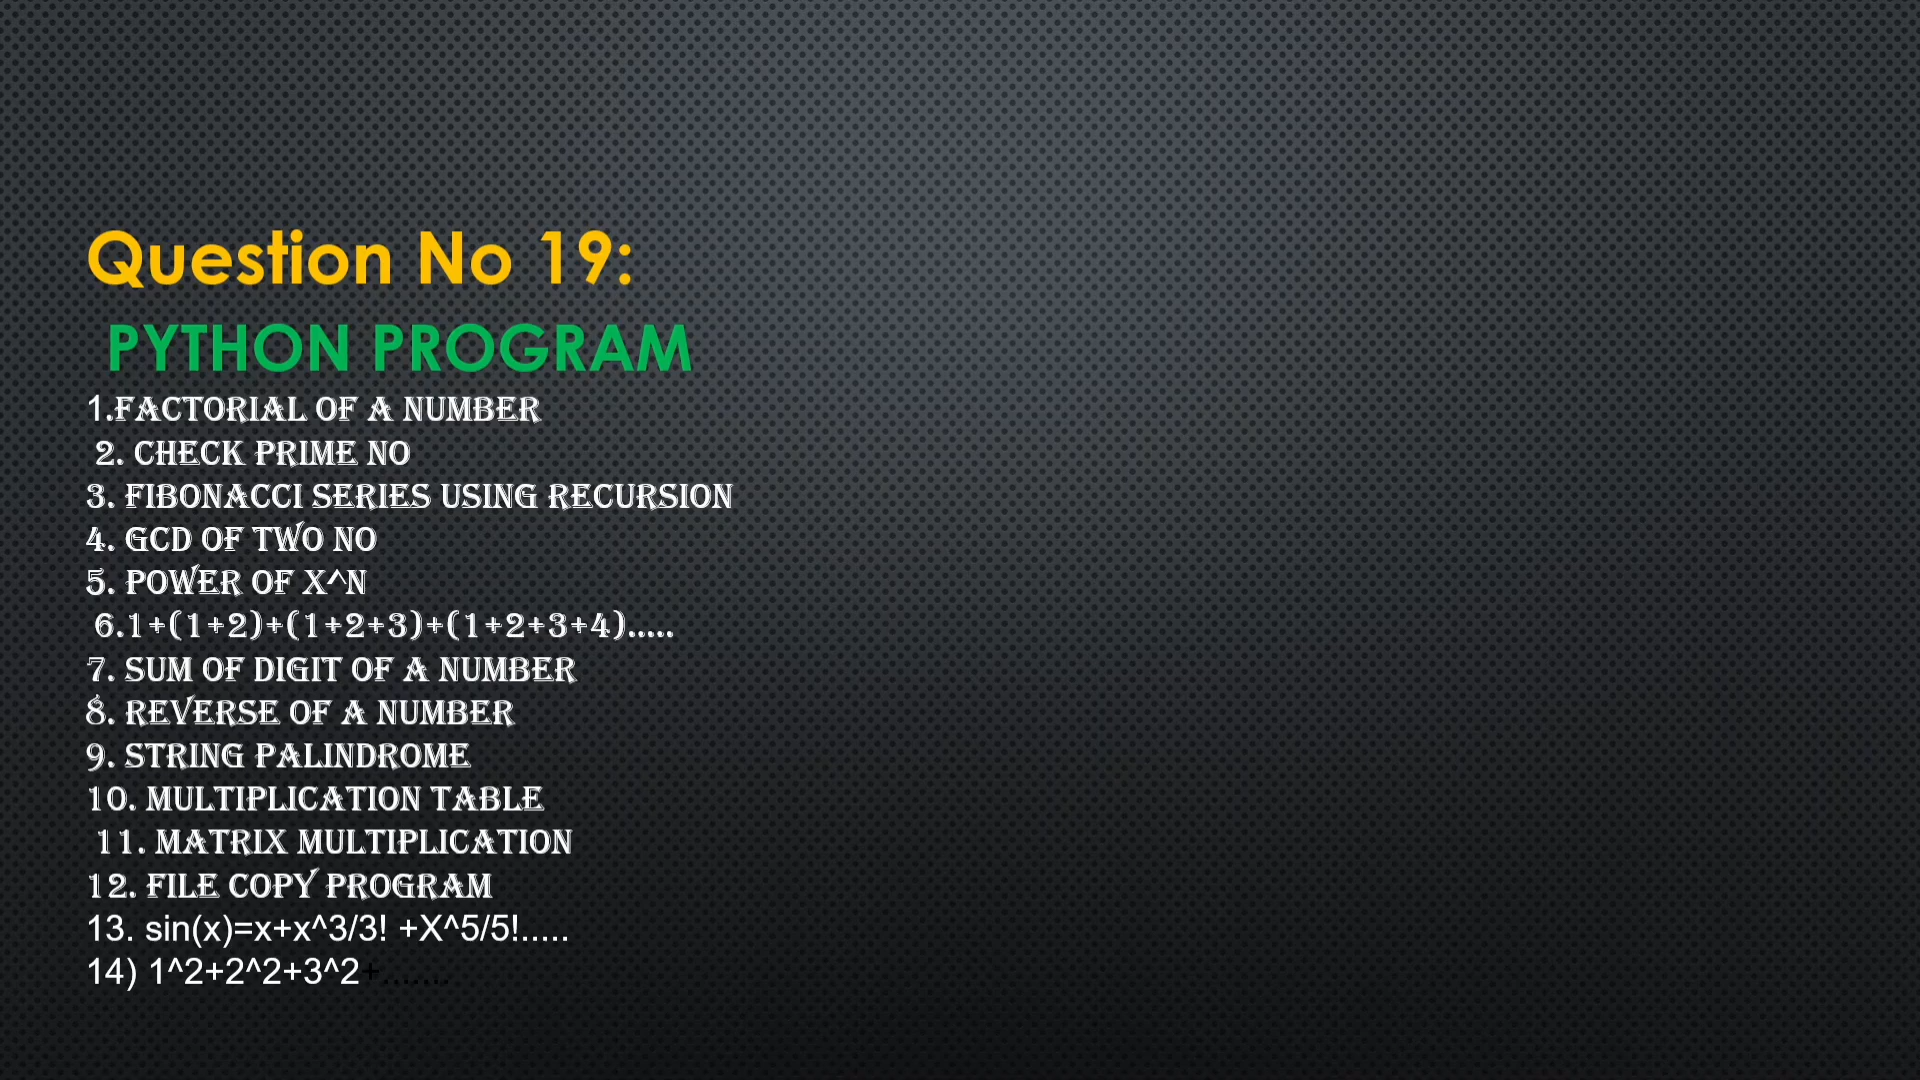 Question No 19:
PYTHON PROGRAM
1.FACTORIAL OF A NUMBER
2. CHECK PRIME NO
3. FIBONACCI SERIES USING RECURSION
4. GCD OF TWO NO
5. POWER OF X^N
6.1+(1+2)+(1+2+3)+(1+2+3+4).....
7. SUM OF DIGIT OF A NUMBER
8. REVERSE OF A NUMBER
9. STRING PALINDROME
10. MULTIPLICATION TABLE
11. MATRIX MULTIPLICATION
12. FILE COPY PROGRAM
13. sin(x)=x+x^3/3! +X^5/5!.....
14) 1^2+2^2+3^2+.......